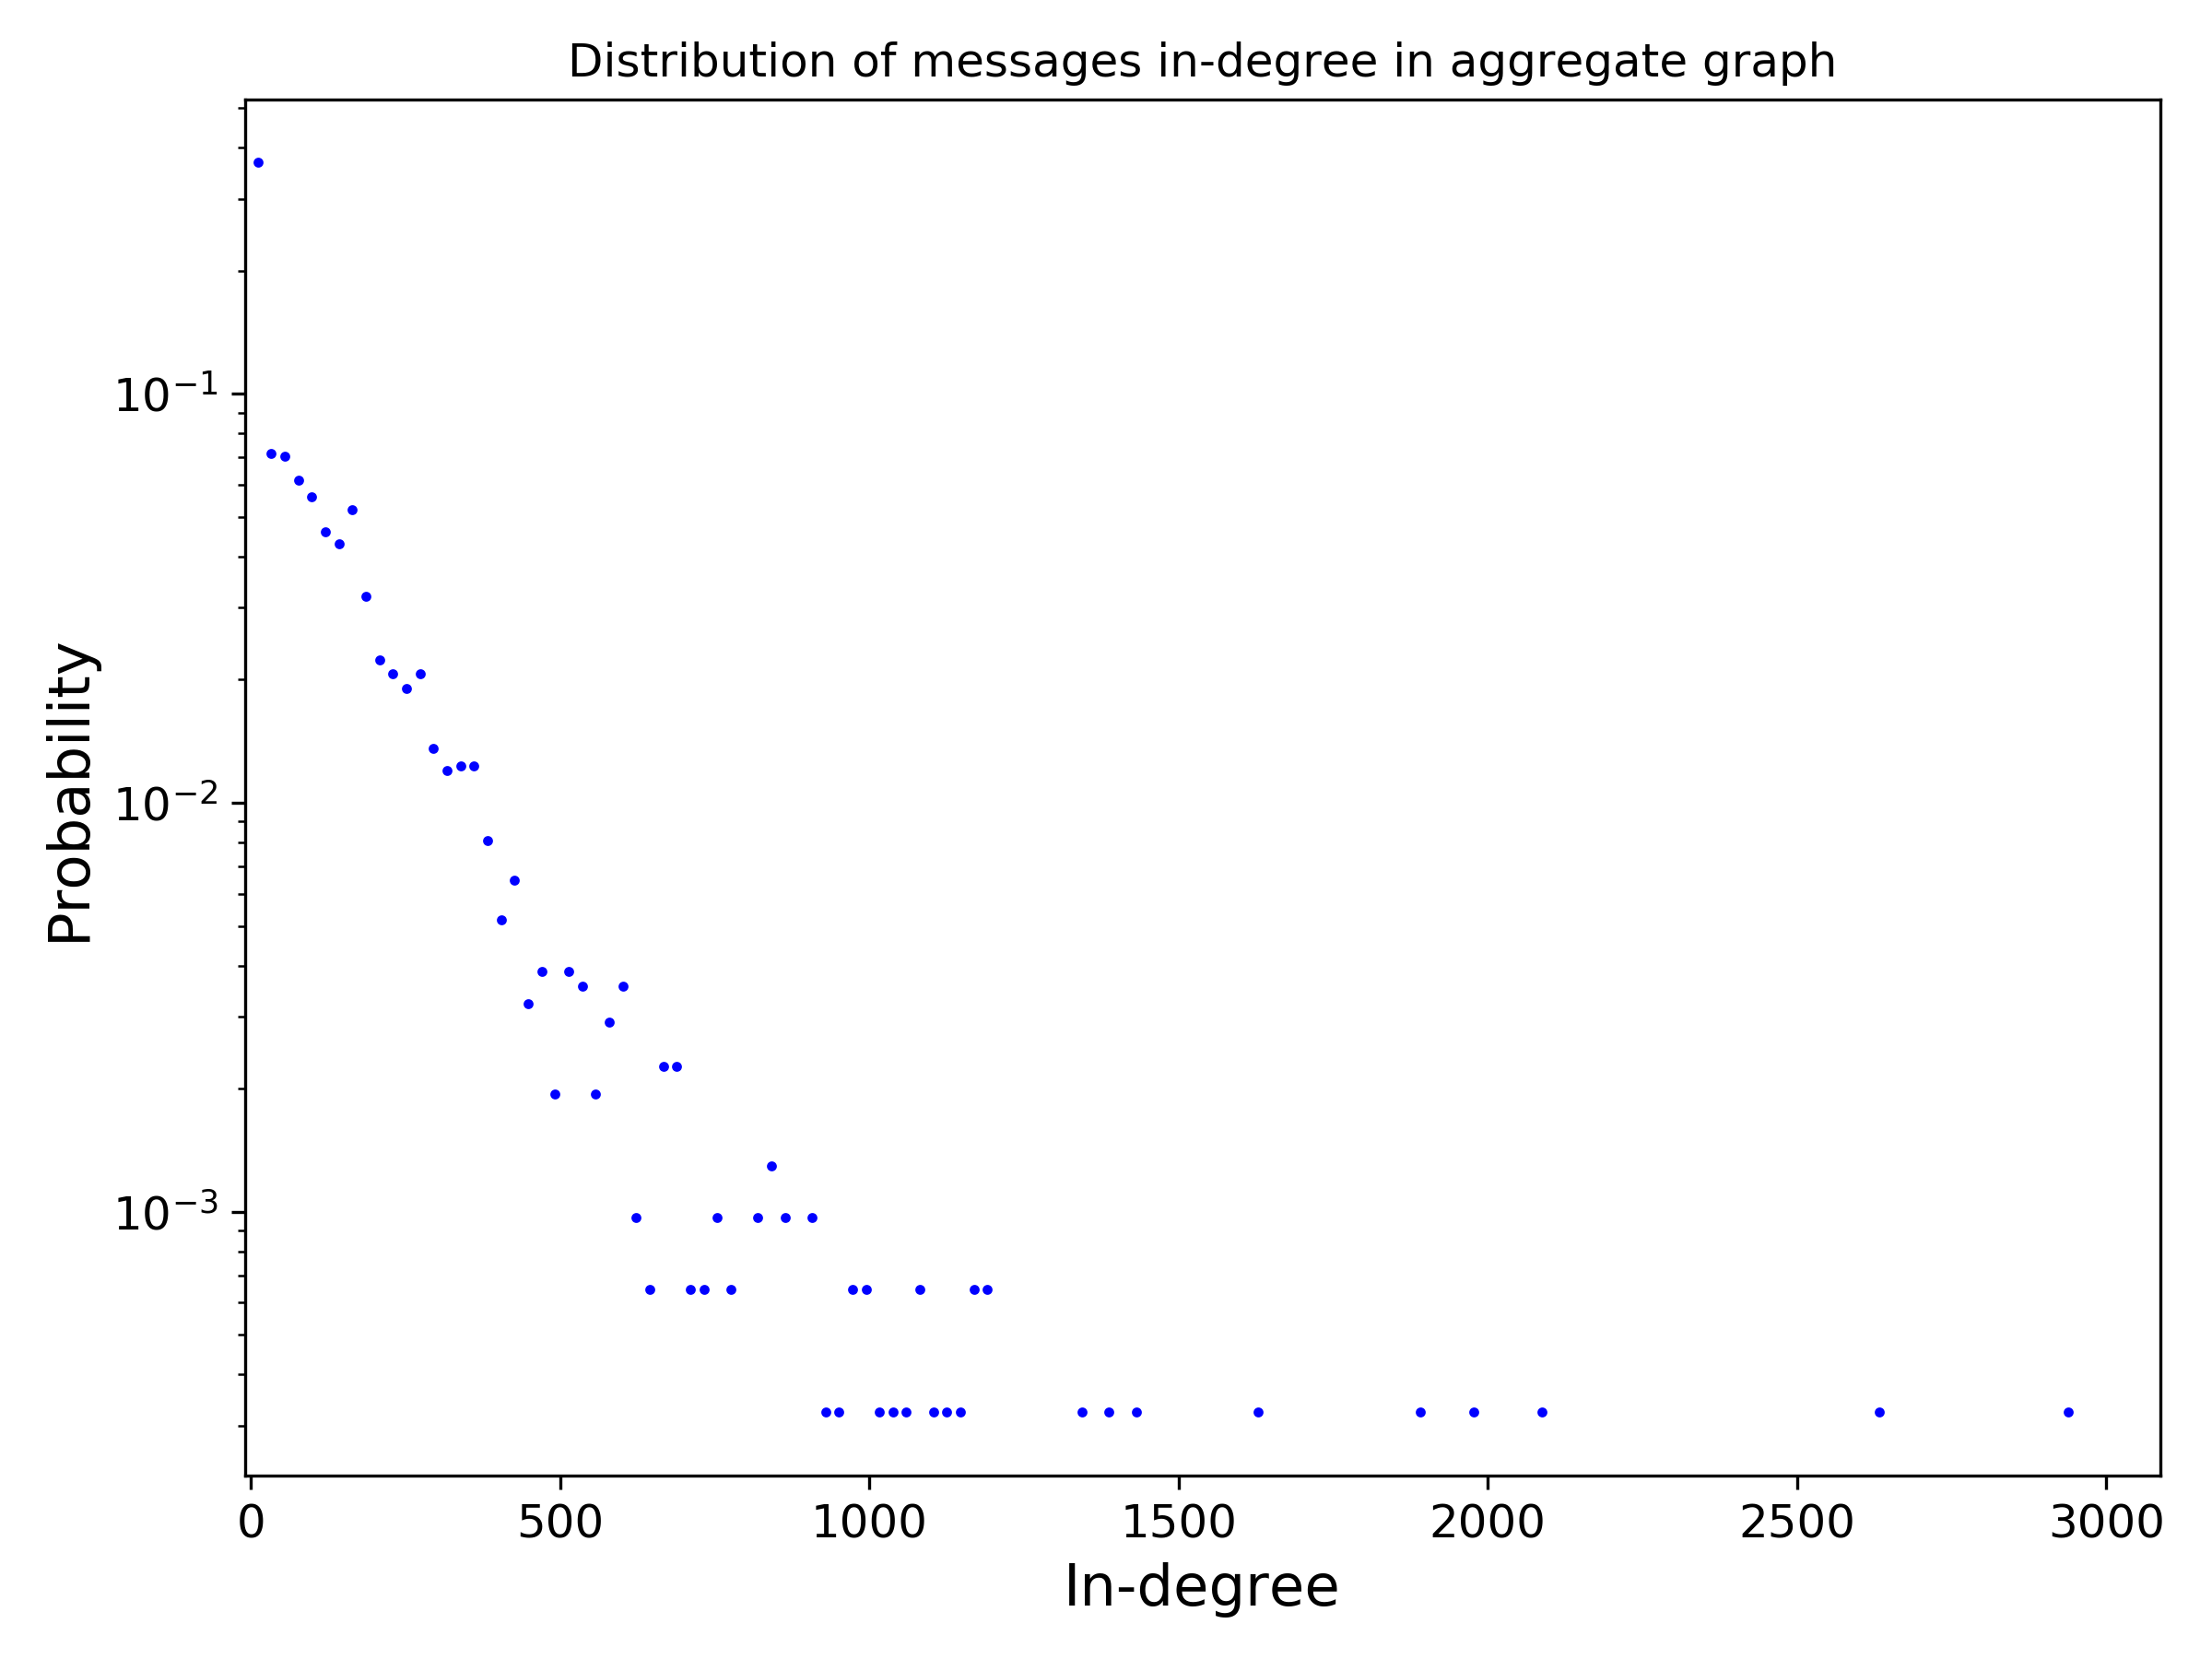 Distribution of messages in-degree in aggregate graph
10⁻¹
10⁻²
10⁻³
Probability
0 500 1000 1500 2000 2500 3000
In-degree